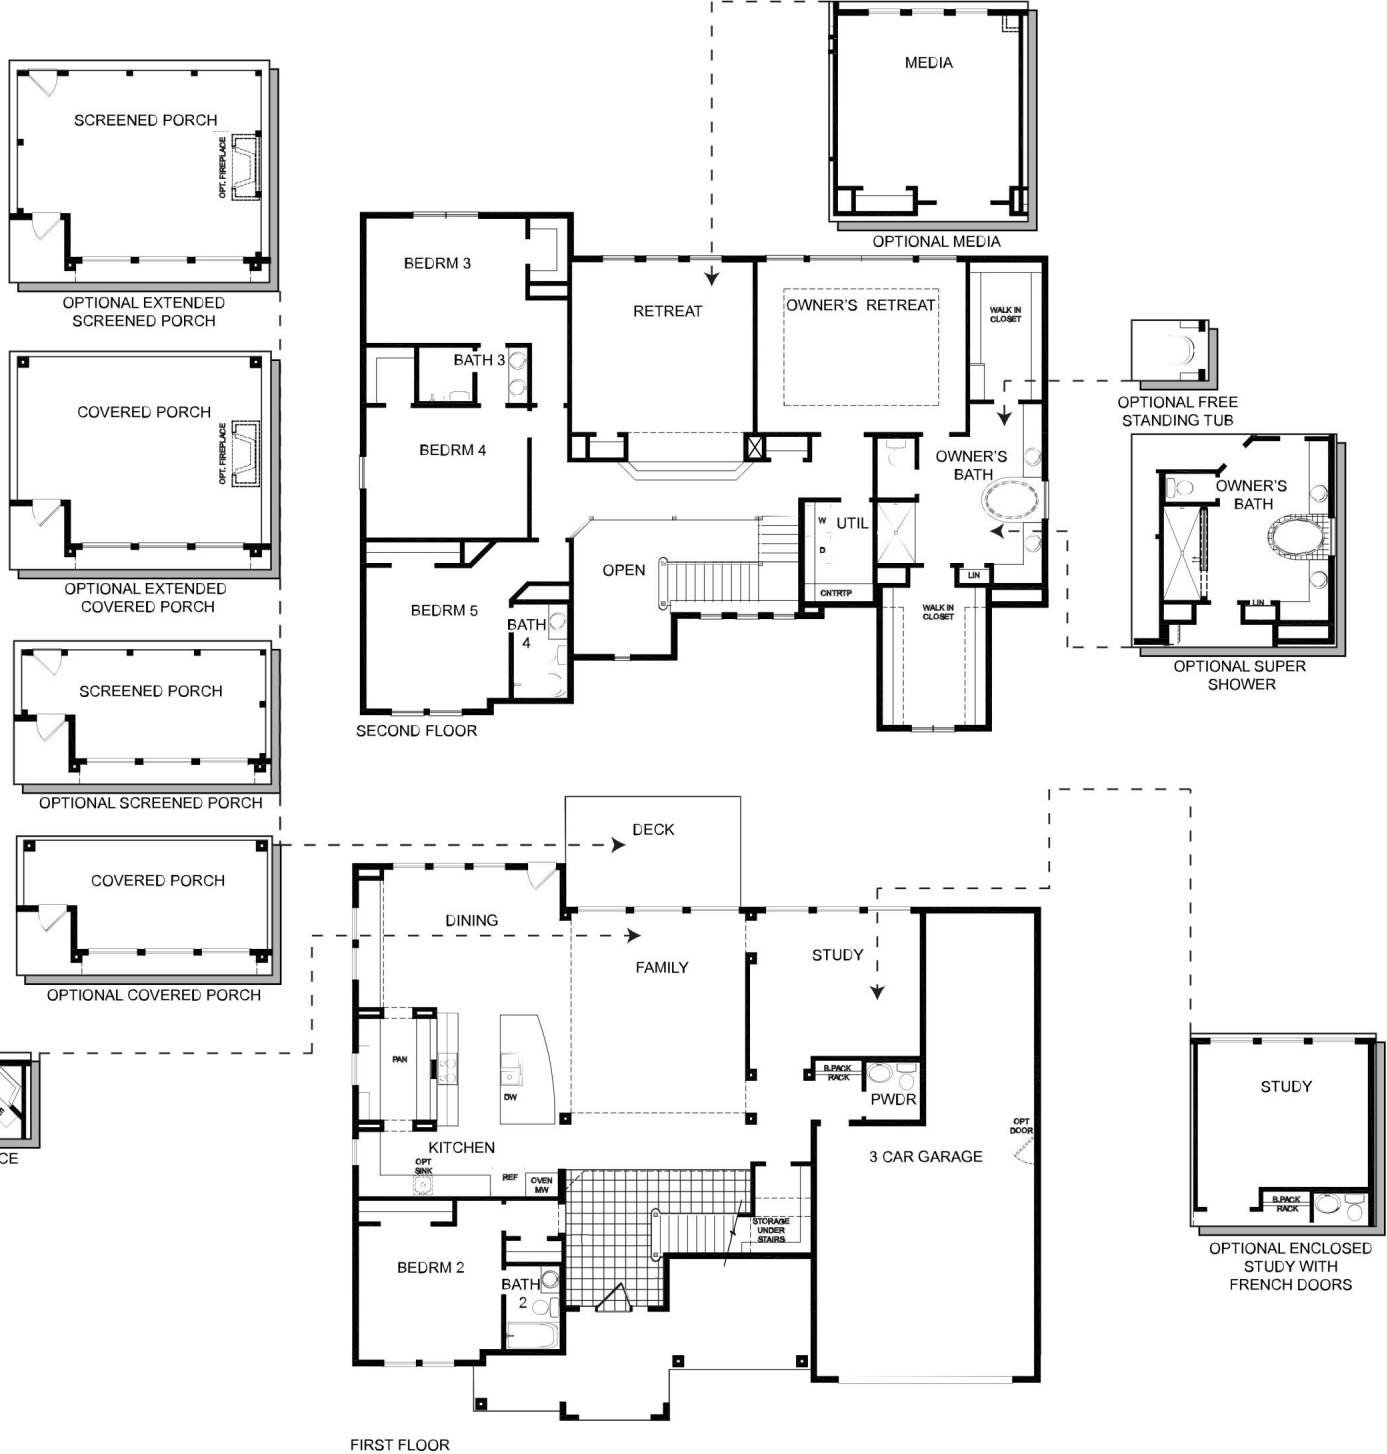 MEDIA
OPTIONAL MEDIA
SCREENED PORCH
OPT. FIREPLACE
OPTIONAL EXTENDED
SCREENED PORCH
COVERED PORCH
OPT. FIREPLACE
OPTIONAL EXTENDED
COVERED PORCH
SCREENED PORCH
OPTIONAL SCREENED PORCH
COVERED PORCH
OPTIONAL COVERED PORCH
CE
BEDRM 3
RETREAT
OWNER'S RETREAT
WALK IN
CLOSET
BATH 3
BEDRM 4
OWNER'S
BATH
W
D
UTIL
CNTRTP
OPEN
LIN
BEDRM 5
BATH
4
WALK IN
CLOSET
SECOND FLOOR
OPTIONAL FREE
STANDING TUB
OWNER'S
BATH
LIN
OPTIONAL SUPER
SHOWER
DECK
DINING
FAMILY
STUDY
PAN
DW
B.PACK
RACK
PWDR
KITCHEN
OPT
SINK
REF
OVEN
MW
3 CAR GARAGE
OPT
DOOR
STORAGE
UNDER
STAIRS
BEDRM 2
BATH
2
FIRST FLOOR
STUDY
B.PACK
RACK
OPTIONAL ENCLOSED
STUDY WITH
FRENCH DOORS